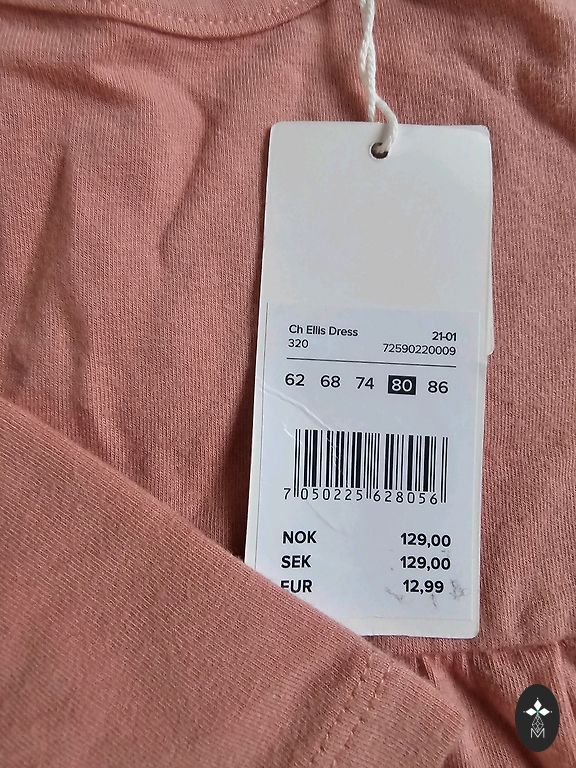 Ch Ellis Dress 21-01
320 72590220009
62 68 74 80 86
7 050225 628056
NOK 129,00
SEK 129,00
EUR 12,99
M